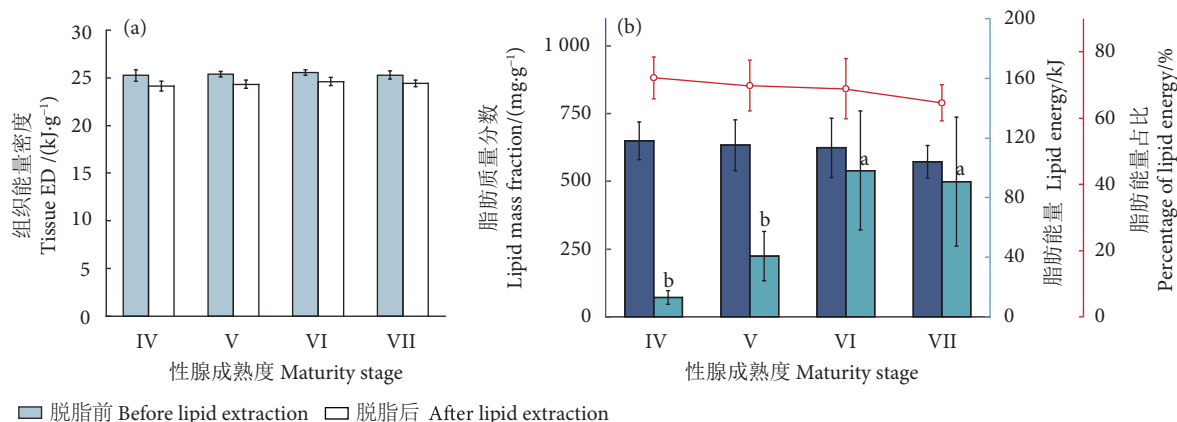 (a)
组织能量密度
Tissue ED /(kJ·g⁻¹)
30
25
20
15
10
5
0
IV V VI VII
性腺成熟度 Maturity stage
脱脂前 Before lipid extraction 脱脂后 After lipid extraction
(b)
脂肪质量分数
Lipid mass fraction/(mg·g⁻¹)
1 000
750
500
250
0
b b a a
IV V VI VII
性腺成熟度 Maturity stage
200
160
120
80
40
0
脂肪能量 Lipid energy/kJ
80
60
40
20
0
脂肪能量占比
Percentage of lipid energy/%